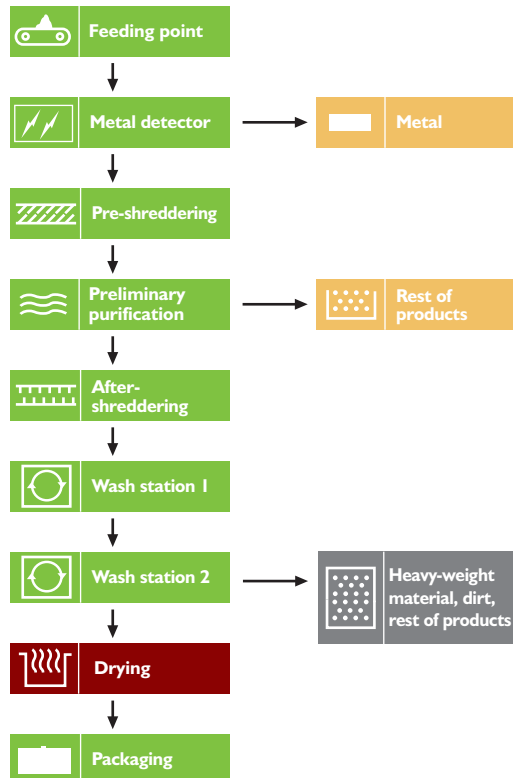 Feeding point
Metal detector
Metal
Pre-shreddering
Preliminary
purification
Rest of
products
After-
shreddering
Wash station 1
Wash station 2
Heavy-weight
material, dirt,
rest of products
Drying
Packaging